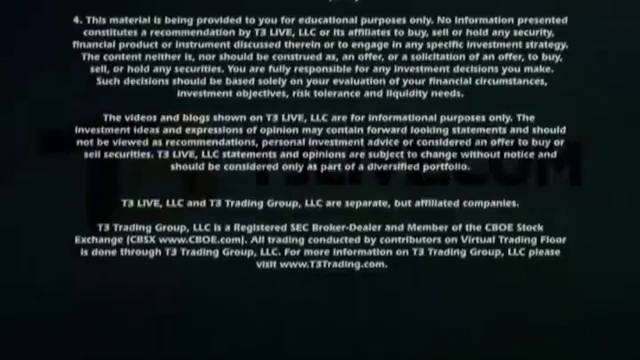 4. This material is being provided to you for educational purposes only. No information presented
constitutes a recommendation by T3 LIVE, LLC or its affiliates to buy, sell or hold any security,
financial product or instrument discussed therein or to engage in any specific investment strategy.
The content neither is, nor should be construed as, an offer, or a solicitation of an offer, to buy,
sell, or hold any securities. You are fully responsible for any investment decisions you make.
Such decisions should be based solely on your evaluation of your financial circumstances,
investment objectives, risk tolerance and liquidity needs.
The videos and blogs shown on T3 LIVE, LLC are for informational purposes only. The
investment ideas and expressions of opinion may contain forward looking statements and should
not be viewed as recommendations, personal investment advice or considered an offer to buy or
sell securities. T3 LIVE, LLC statements and opinions are subject to change without notice and
should be considered only as part of a diversified portfolio.
T3LIVE.COM
T3 LIVE, LLC and T3 Trading Group, LLC are separate, but affiliated companies.
T3 Trading Group, LLC is a Registered SEC Broker-Dealer and Member of the CBOE Stock
Exchange (CBSX www.CBOE.com). All trading conducted by contributors on Virtual Trading Floor
is done through T3 Trading Group, LLC. For more information on T3 Trading Group, LLC please
visit www.T3Trading.com.